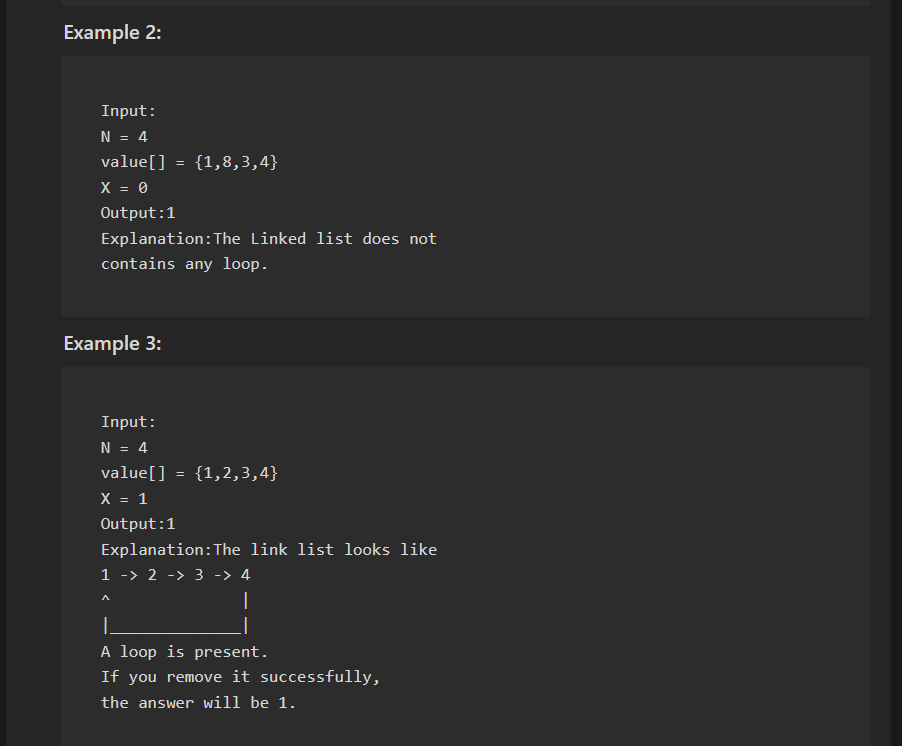 Example 2:
Input:
N = 4
value[] = {1,8,3,4}
X = 0
Output:1
Explanation:The Linked list does not
contains any loop.
Example 3:
Input:
N = 4
value[] = {1,2,3,4}
X = 1
Output:1
Explanation:The link list looks like
1 -> 2 -> 3 -> 4
^              |
|______________|
A loop is present.
If you remove it successfully,
the answer will be 1.